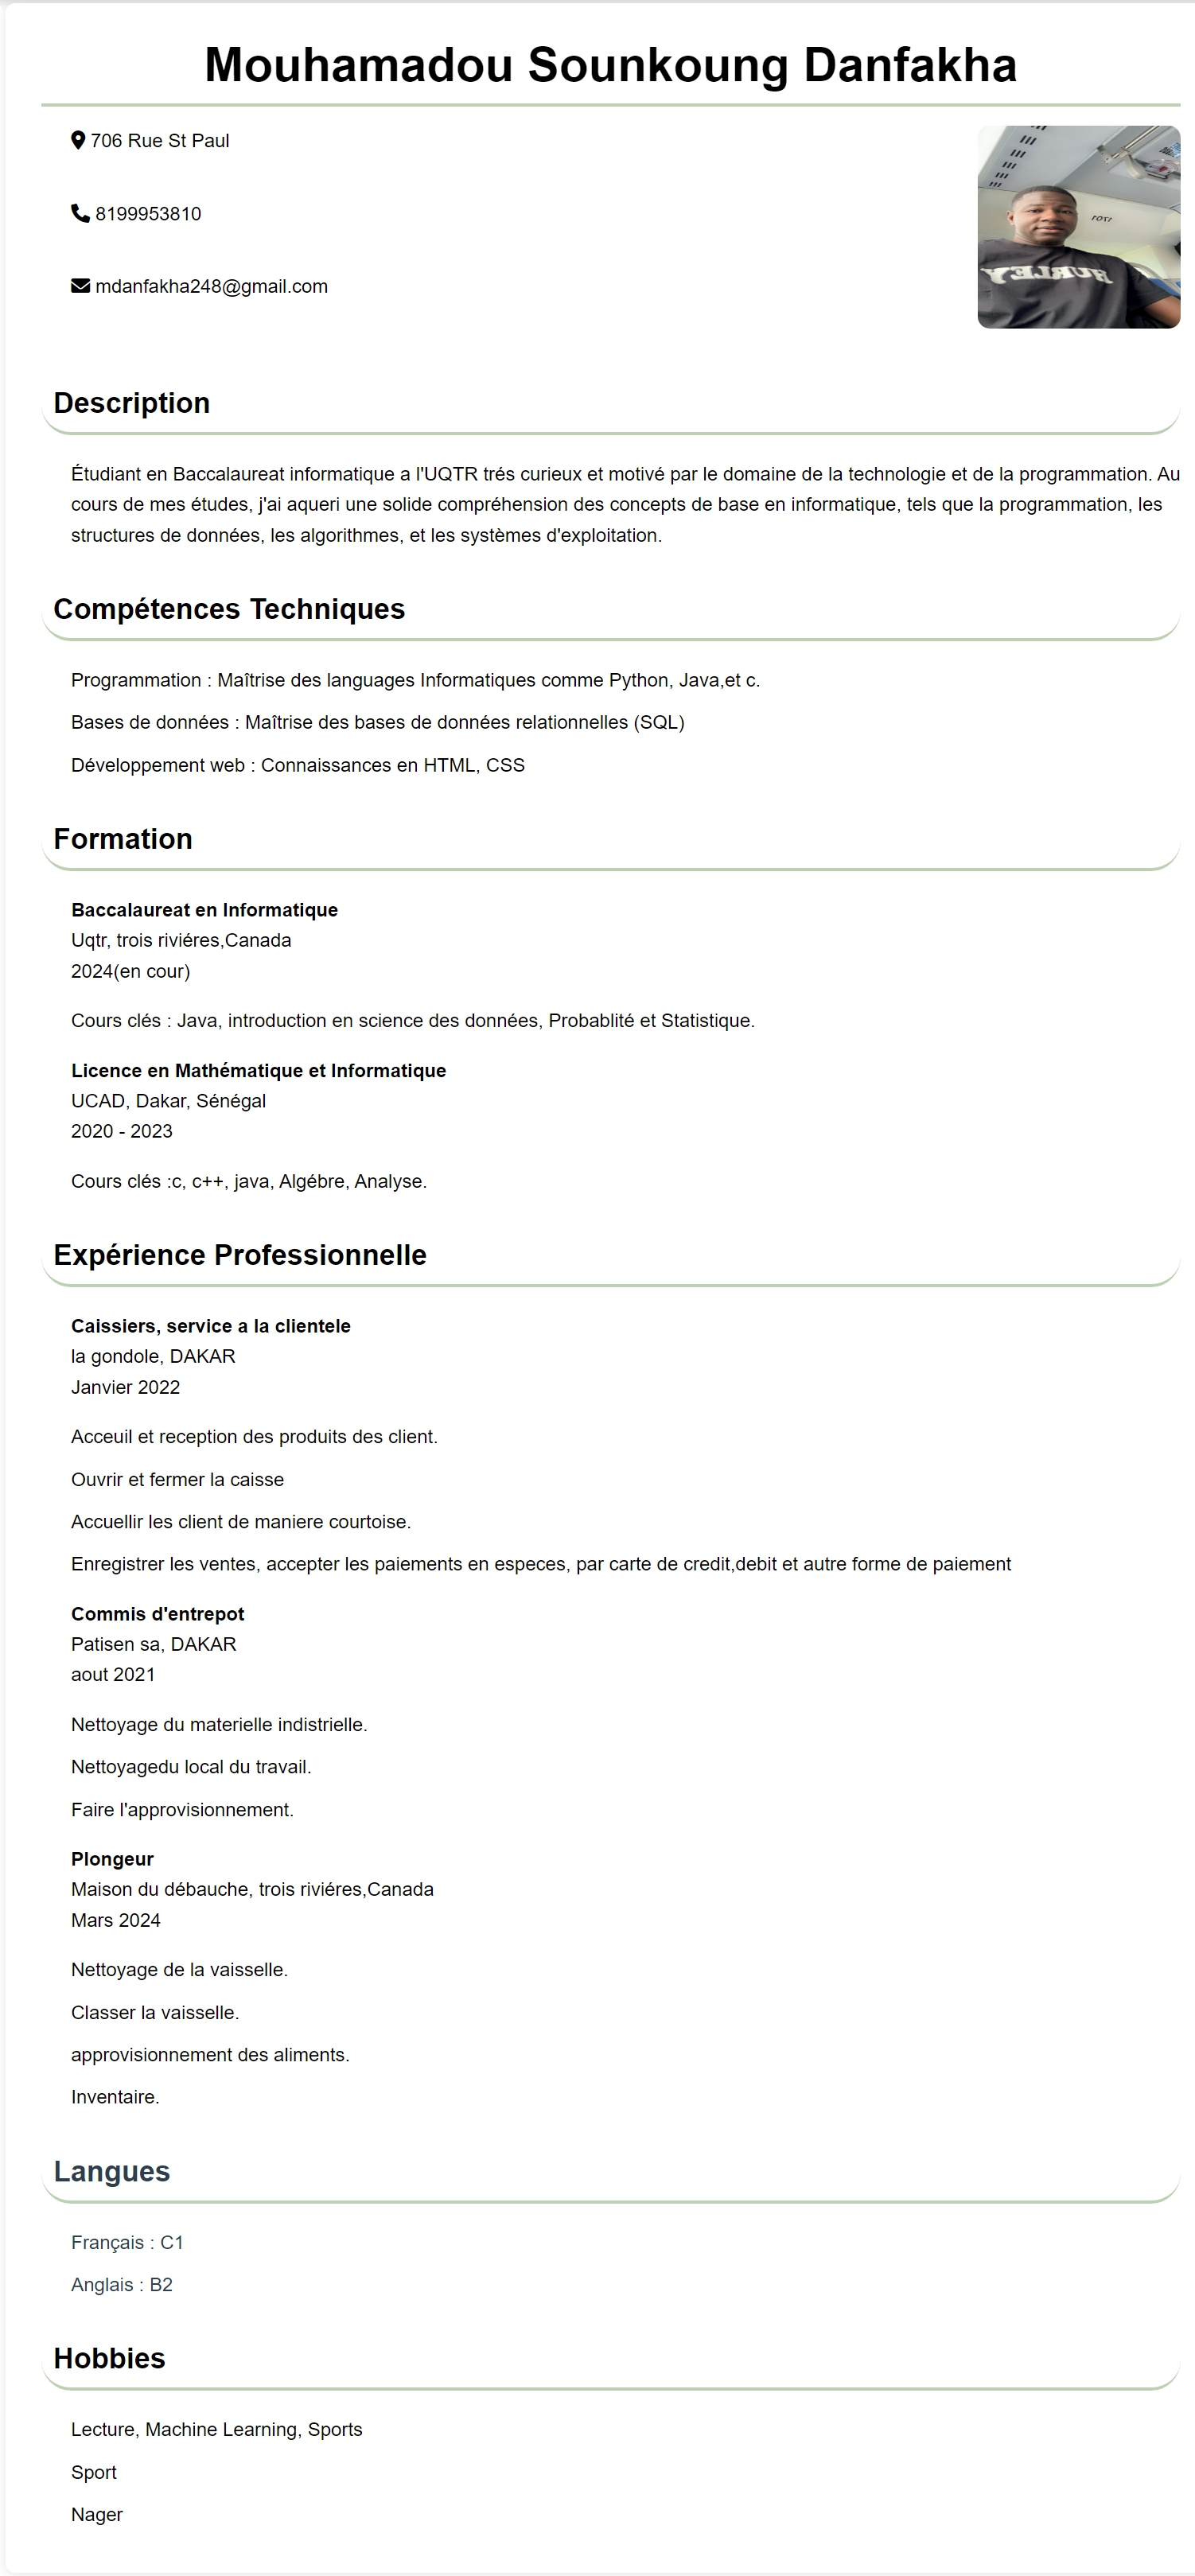 Mouhamadou Sounkoung Danfakha
706 Rue St Paul
8199953810
mdanfakha248@gmail.com
HURLEY
Description
Étudiant en Baccalaureat informatique a l'UQTR trés curieux et motivé par le domaine de la technologie et de la programmation. Au
cours de mes études, j'ai aqueri une solide compréhension des concepts de base en informatique, tels que la programmation, les
structures de données, les algorithmes, et les systèmes d'exploitation.
Compétences Techniques
Programmation : Maîtrise des languages Informatiques comme Python, Java,et c.
Bases de données : Maîtrise des bases de données relationnelles (SQL)
Développement web : Connaissances en HTML, CSS
Formation
Baccalaureat en Informatique
Uqtr, trois riviéres,Canada
2024(en cour)
Cours clés : Java, introduction en science des données, Probablité et Statistique.
Licence en Mathématique et Informatique
UCAD, Dakar, Sénégal
2020 - 2023
Cours clés :c, c++, java, Algébre, Analyse.
Expérience Professionnelle
Caissiers, service a la clientele
la gondole, DAKAR
Janvier 2022
Acceuil et reception des produits des client.
Ouvrir et fermer la caisse
Accuellir les client de maniere courtoise.
Enregistrer les ventes, accepter les paiements en especes, par carte de credit,debit et autre forme de paiement
Commis d'entrepot
Patisen sa, DAKAR
aout 2021
Nettoyage du materielle indistrielle.
Nettoyagedu local du travail.
Faire l'approvisionnement.
Plongeur
Maison du débauche, trois riviéres,Canada
Mars 2024
Nettoyage de la vaisselle.
Classer la vaisselle.
approvisionnement des aliments.
Inventaire.
Langues
Français : C1
Anglais : B2
Hobbies
Lecture, Machine Learning, Sports
Sport
Nager